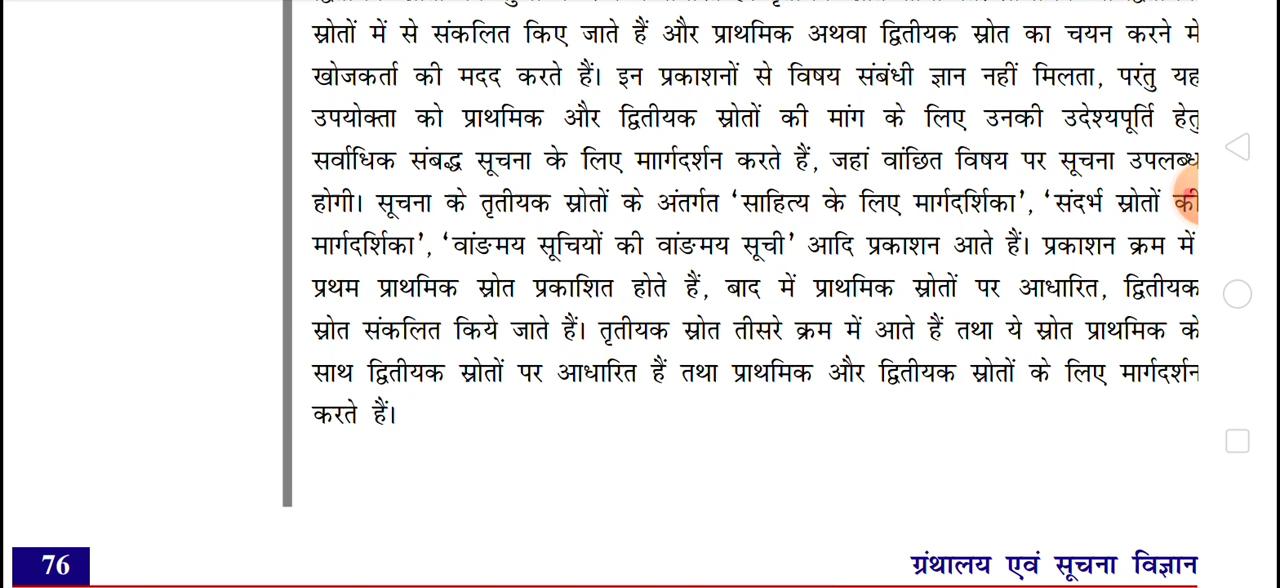 स्रोतों में से संकलित किए जाते हैं और प्राथमिक अथवा द्वितीयक स्रोत का चयन करने में
खोजकर्ता की मदद करते हैं। इन प्रकाशनों से विषय संबंधी ज्ञान नहीं मिलता, परंतु यह
उपयोक्ता को प्राथमिक और द्वितीयक स्रोतों की मांग के लिए उनकी उदेश्यपूर्ति हेतु
सर्वाधिक संबद्ध सूचना के लिए माार्गदर्शन करते हैं, जहां वांछित विषय पर सूचना उपलब्ध
होगी। सूचना के तृतीयक स्रोतों के अंतर्गत ‘साहित्य के लिए मार्गदर्शिका’, ‘संदर्भ स्रोतों की
मार्गदर्शिका’, ‘वांङमय सूचियों की वांङमय सूची’ आदि प्रकाशन आते हैं। प्रकाशन क्रम में
प्रथम प्राथमिक स्रोत प्रकाशित होते हैं, बाद में प्राथमिक स्रोतों पर आधारित, द्वितीयक
स्रोत संकलित किये जाते हैं। तृतीयक स्रोत तीसरे क्रम में आते हैं तथा ये स्रोत प्राथमिक के
साथ द्वितीयक स्रोतों पर आधारित हैं तथा प्राथमिक और द्वितीयक स्रोतों के लिए मार्गदर्शन
करते हैं।
76
ग्रंथालय एवं सूचना विज्ञान